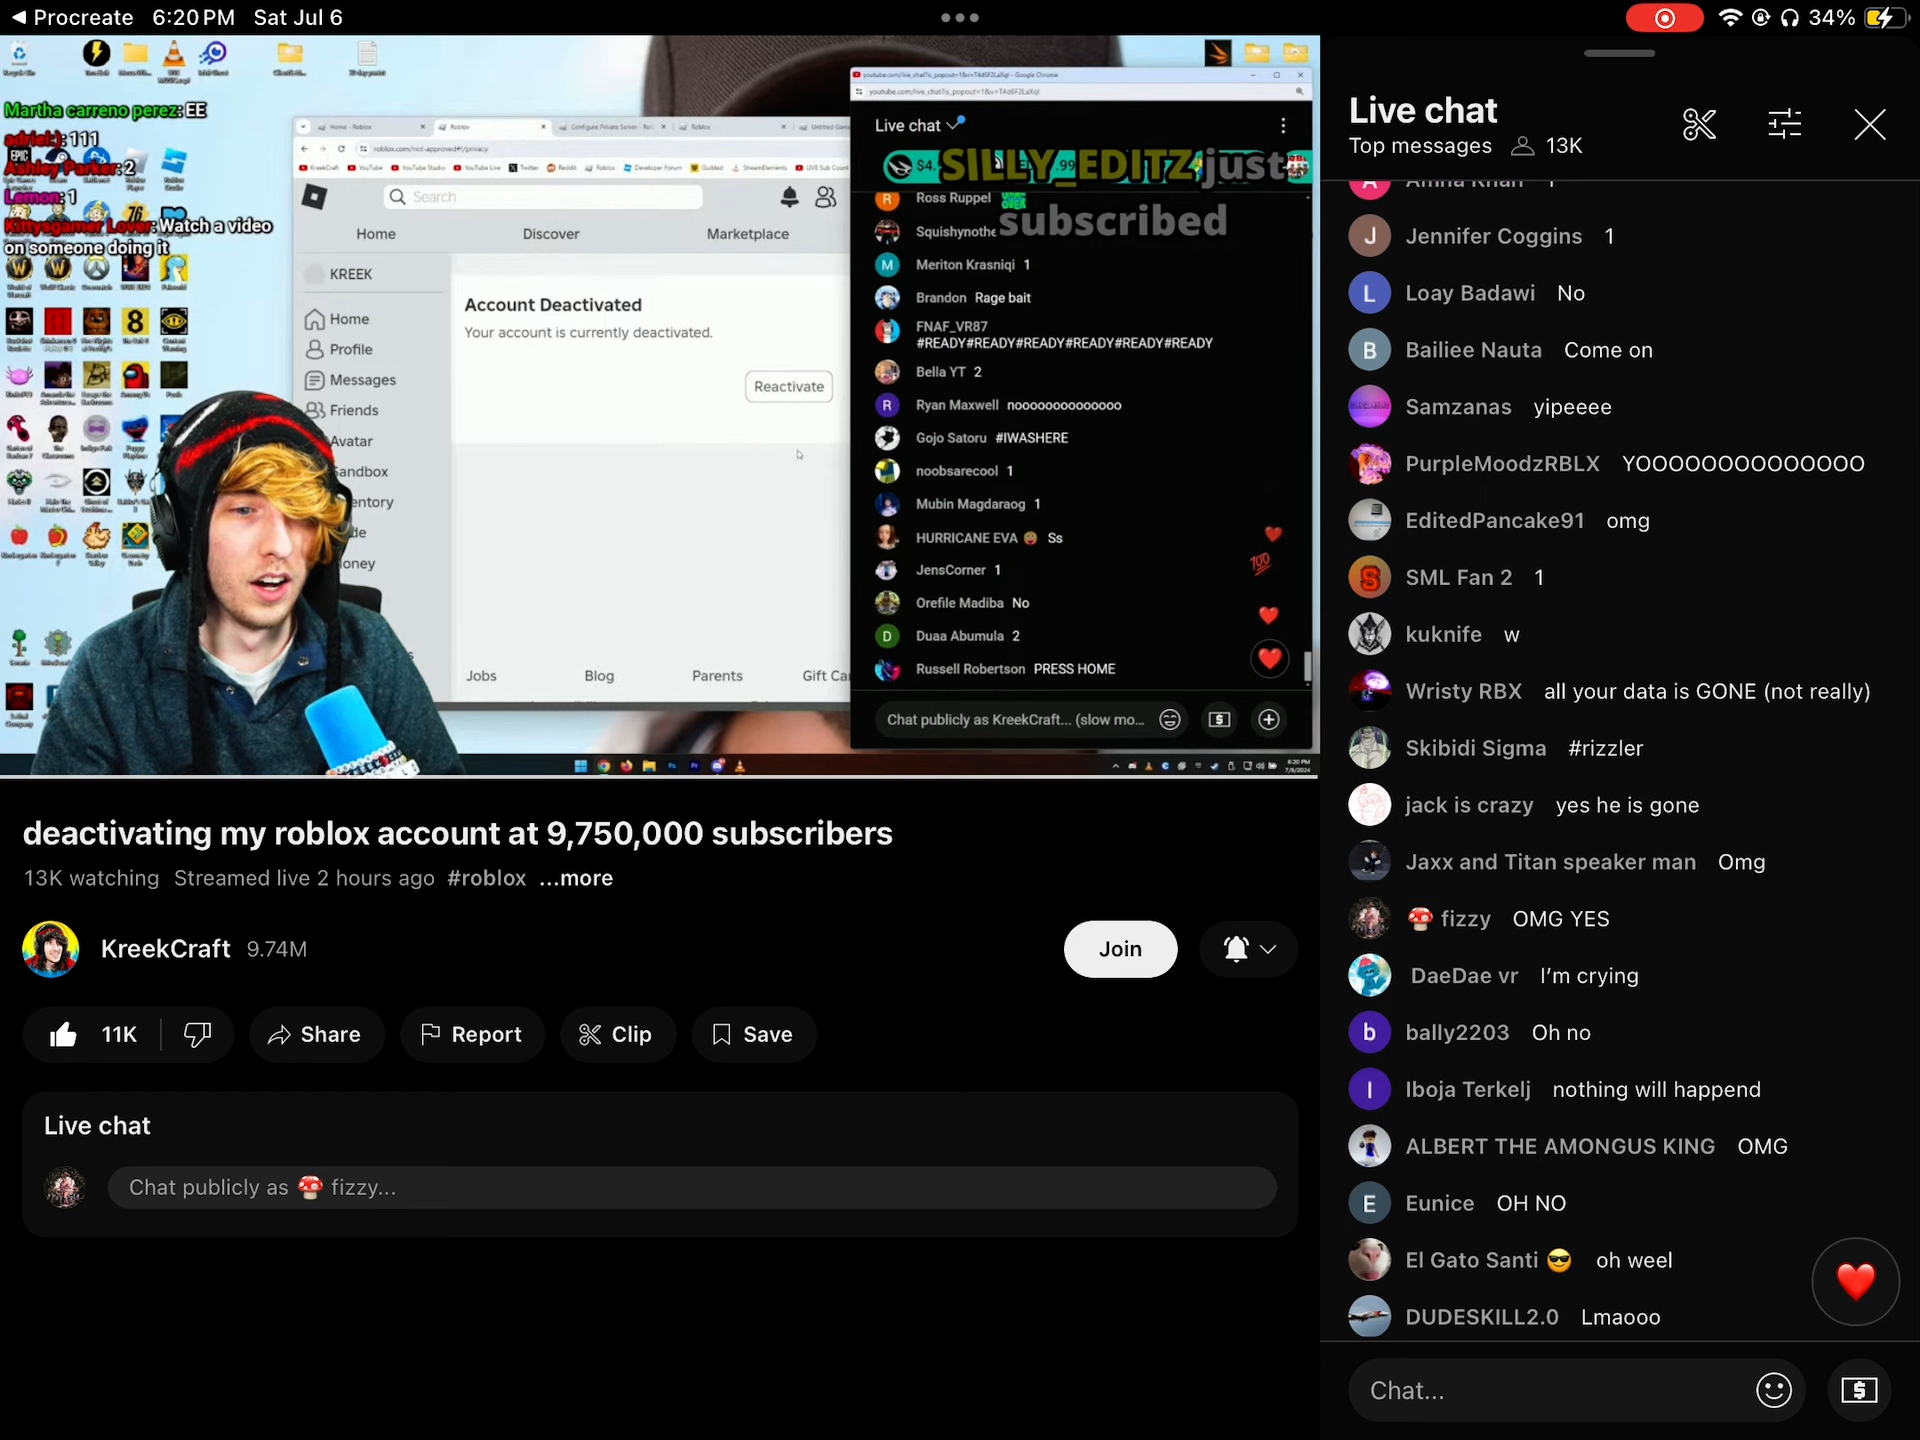 Procreate 6:20 PM Sat Jul 6
34%
Martha carreno perez: EE
adriel:): 111
Ashley Parker: 2
Lemon: 1
Kittysgamer Lover: Watch a video
on someone doing it
roblox.com/not-approved#!/privacy
Search
Home Discover Marketplace
KREEK
Home
Profile
Messages
Friends
Avatar
Account Deactivated
Your account is currently deactivated.
Reactivate
Jobs Blog Parents
Live chat
SILLY_EDITZ just
subscribed
Ross Ruppel
Meriton Krasniqi 1
Brandon Rage bait
FNAF_VR87
#READY#READY#READY#READY#READY#READY
Bella YT 2
Ryan Maxwell noooooooooooooo
Gojo Satoru #IWASHERE
noobsarecool 1
Mubin Magdaraog 1
HURRICANE EVA 😍 Ss
JensCorner 1
Orefile Madiba No
Duaa Abumula 2
Russell Robertson PRESS HOME
Chat publicly as KreekCraft... (slow mo...
deactivating my roblox account at 9,750,000 subscribers
13K watching Streamed live 2 hours ago #roblox ...more
KreekCraft 9.74M
Join
11K Share Report Clip Save
Live chat
Chat publicly as 🍄 fizzy...
Live chat
Top messages 13K
Jennifer Coggins 1
Loay Badawi No
Bailiee Nauta Come on
Samzanas yipeeee
PurpleMoodzRBLX YOOOOOOOOOOOOOO
EditedPancake91 omg
SML Fan 2 1
kuknife w
Wristy RBX all your data is GONE (not really)
Skibidi Sigma #rizzler
jack is crazy yes he is gone
Jaxx and Titan speaker man Omg
🍄 fizzy OMG YES
DaeDae vr I'm crying
bally2203 Oh no
Iboja Terkelj nothing will happend
ALBERT THE AMONGUS KING OMG
Eunice OH NO
El Gato Santi 😎 oh weel
DUDESKILL2.0 Lmaooo
Chat...